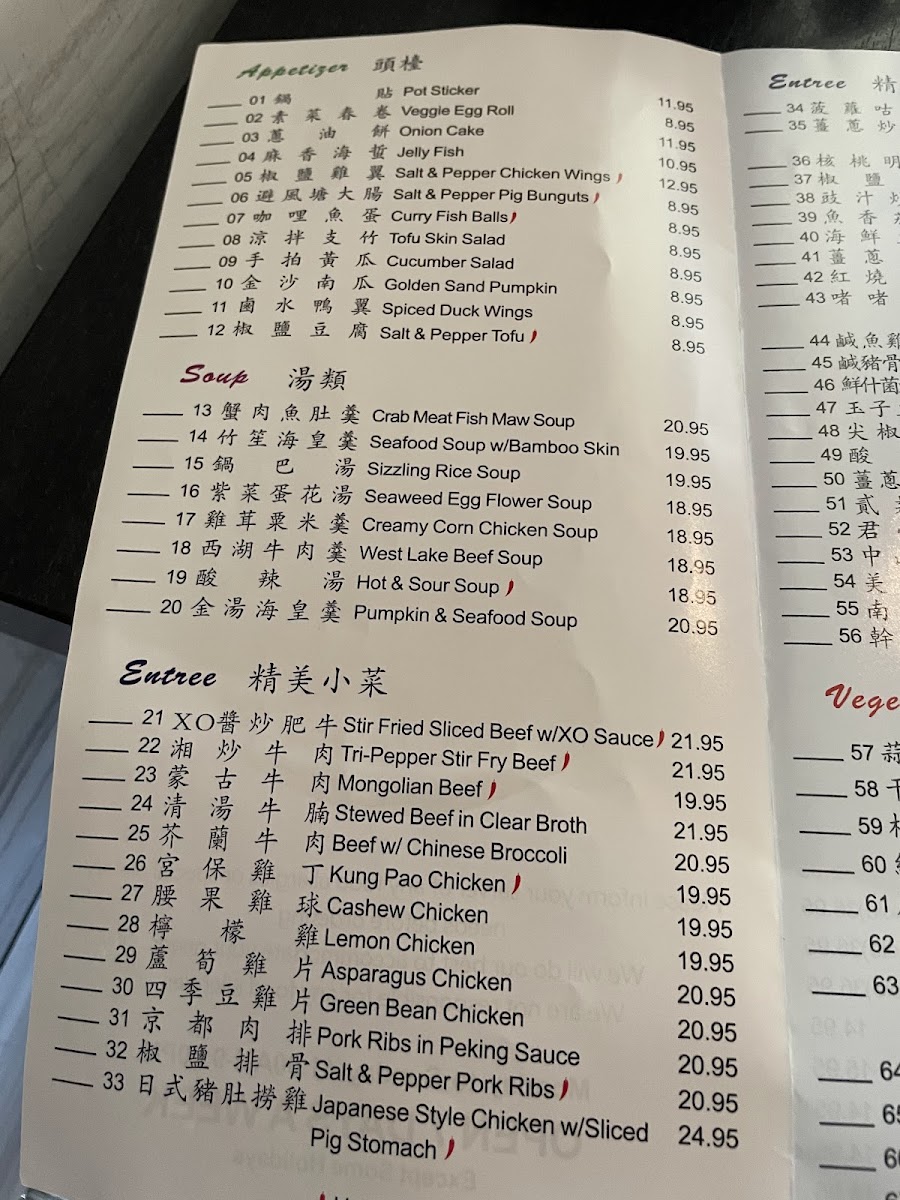 Appetizer 頭檯
01 鍋貼 Pot Sticker 11.95
02 素菜春卷 Veggie Egg Roll 8.95
03 蔥油餅 Onion Cake 11.95
04 麻香海蜇 Jelly Fish 10.95
05 椒鹽雞翼 Salt & Pepper Chicken Wings 12.95
06 避風塘大腸 Salt & Pepper Pig Bunguts 8.95
07 咖哩魚蛋 Curry Fish Balls 8.95
08 涼拌支竹 Tofu Skin Salad 8.95
09 手拍黃瓜 Cucumber Salad 8.95
10 金沙南瓜 Golden Sand Pumpkin 8.95
11 鹵水鴨翼 Spiced Duck Wings 8.95
12 椒鹽豆腐 Salt & Pepper Tofu 8.95
Soup 湯類
13 蟹肉魚肚羹 Crab Meat Fish Maw Soup 20.95
14 竹笙海皇羹 Seafood Soup w/Bamboo Skin 19.95
15 鍋巴湯 Sizzling Rice Soup 19.95
16 紫菜蛋花湯 Seaweed Egg Flower Soup 18.95
17 雞茸粟米羹 Creamy Corn Chicken Soup 18.95
18 西湖牛肉羹 West Lake Beef Soup 18.95
19 酸辣湯 Hot & Sour Soup 18.95
20 金湯海皇羹 Pumpkin & Seafood Soup 20.95
Entree 精美小菜
21 XO醬炒肥牛 Stir Fried Sliced Beef w/XO Sauce 21.95
22 湘炒牛肉 Tri-Pepper Stir Fry Beef 21.95
23 蒙古牛肉 Mongolian Beef 19.95
24 清湯牛腩 Stewed Beef in Clear Broth 21.95
25 芥蘭牛肉 Beef w/ Chinese Broccoli 20.95
26 宮保雞丁 Kung Pao Chicken 19.95
27 腰果雞球 Cashew Chicken 19.95
28 檸檬雞 Lemon Chicken 19.95
29 蘆筍雞片 Asparagus Chicken 20.95
30 四季豆雞片 Green Bean Chicken 20.95
31 京都肉排 Pork Ribs in Peking Sauce 20.95
32 椒鹽排骨 Salt & Pepper Pork Ribs 20.95
33 日式豬肚撈雞 Japanese Style Chicken w/Sliced 24.95
Pig Stomach
Entree 精
34 菠蘿咕
35 薑蔥炒
36 核桃明
37 椒鹽
38 豉汁炒
39 魚香
40 海鮮
41 薑蔥
42 紅燒
43 啫啫
44 鹹魚雞
45 鹹豬骨
46 鮮什菌
47 玉子
48 尖椒
49 酸
50 薑蔥
51 貳
52 君
53 中
54 美
55 南
56 幹
Vege
57 蒜
58 干
59
60
61
62
63
64
65